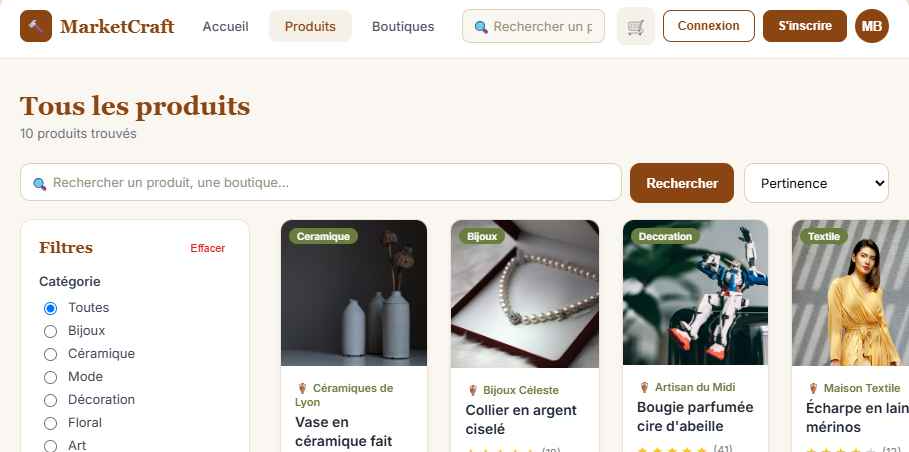 MarketCraft Accueil Produits Boutiques Rechercher un p Connexion S'inscrire MB
Tous les produits
10 produits trouvés
Rechercher un produit, une boutique... Rechercher Pertinence
Filtres Effacer
Catégorie
Toutes
Bijoux
Céramique
Mode
Décoration
Floral
Art
Ceramique
Céramiques de
Lyon
Vase en
céramique fait
Bijoux
Bijoux Céleste
Collier en argent
ciselé
Decoration
Artisan du Midi
Bougie parfumée
cire d'abeille
(41)
Textile
Maison Textile
Écharpe en lain
mérinos